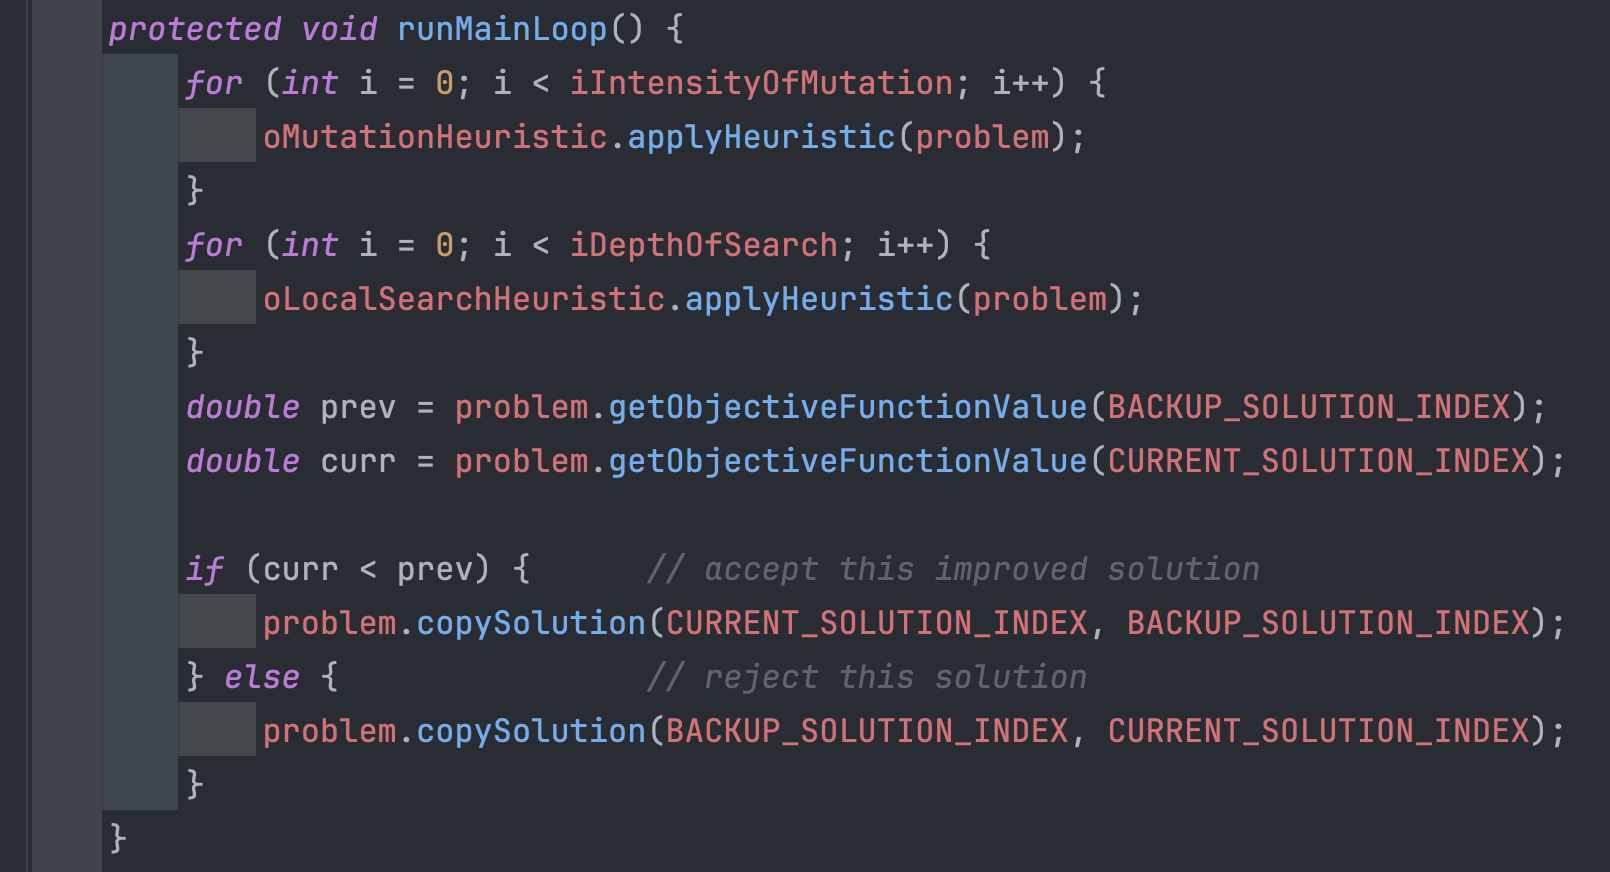 protected void runMainLoop() {
for (int i = 0; i < iIntensityOfMutation; i++) {
oMutationHeuristic.applyHeuristic(problem);
}
for (int i = 0; i < iDepthOfSearch; i++) {
oLocalSearchHeuristic.applyHeuristic(problem);
}
double prev = problem.getObjectiveFunctionValue(BACKUP_SOLUTION_INDEX);
double curr = problem.getObjectiveFunctionValue(CURRENT_SOLUTION_INDEX);
if (curr < prev) { // accept this improved solution
problem.copySolution(CURRENT_SOLUTION_INDEX, BACKUP_SOLUTION_INDEX);
} else { // reject this solution
problem.copySolution(BACKUP_SOLUTION_INDEX, CURRENT_SOLUTION_INDEX);
}
}